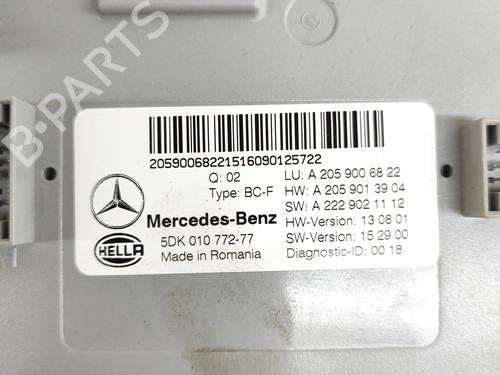 B-PARTS
20590068221516090125722
Q: 02
LU: A 205 900 68 22
Type: BC-F
HW: A 205 901 39 04
SW: A 222 902 11 12
Mercedes-Benz
HW-Version: 13 08 01
HELLA
5DK 010 772-77
SW-Version: 15 29 00
Made in Romania
Diagnostic-ID: 00 18